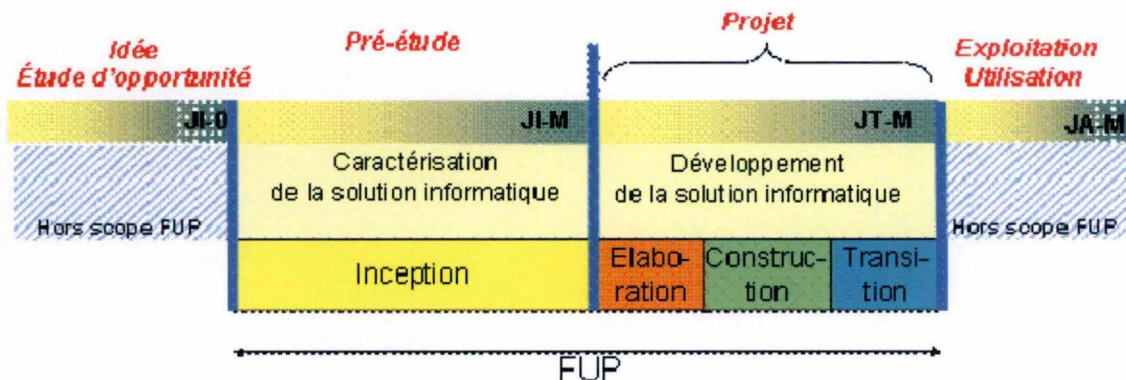 Idée
Étude d'opportunité
Pré-étude
Projet
Exploitation
Utilisation
JI-0
JI-M
JT-M
JA-M
Caractérisation
de la solution informatique
Développement
de la solution informatique
Hors scope FUP
Hors scope FUP
Inception
Elabo-
ration
Construc-
tion
Transi-
tion
FUP